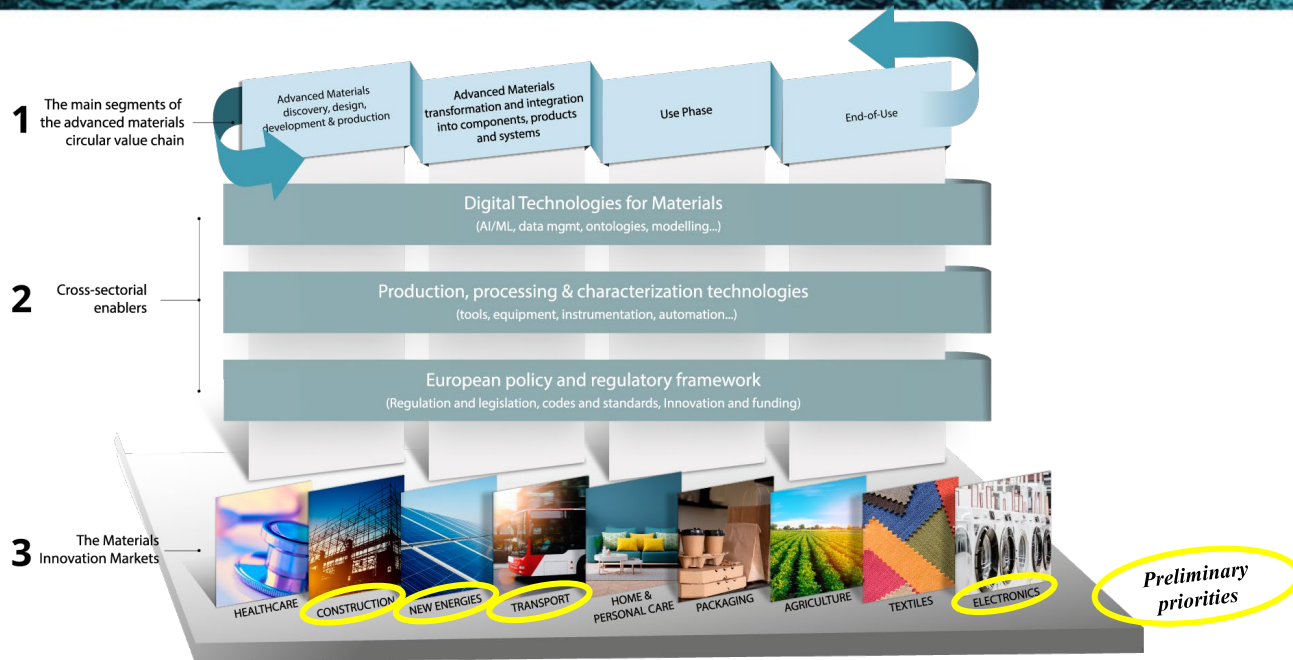 1
The main segments of
the advanced materials
circular value chain
Advanced Materials
discovery, design,
development & production
Advanced Materials
transformation and integration
into components, products
and systems
Use Phase
End-of-Use
2
Cross-sectorial
enablers
Digital Technologies for Materials
(AI/ML, data mgmt, ontologies, modelling...)
Production, processing & characterization technologies
(tools, equipment, instrumentation, automation...)
European policy and regulatory framework
(Regulation and legislation, codes and standards, Innovation and funding)
3
The Materials
Innovation Markets
HEALTHCARE
CONSTRUCTION
NEW ENERGIES
TRANSPORT
HOME &
PERSONAL CARE
PACKAGING
AGRICULTURE
TEXTILES
ELECTRONICS
Preliminary
priorities